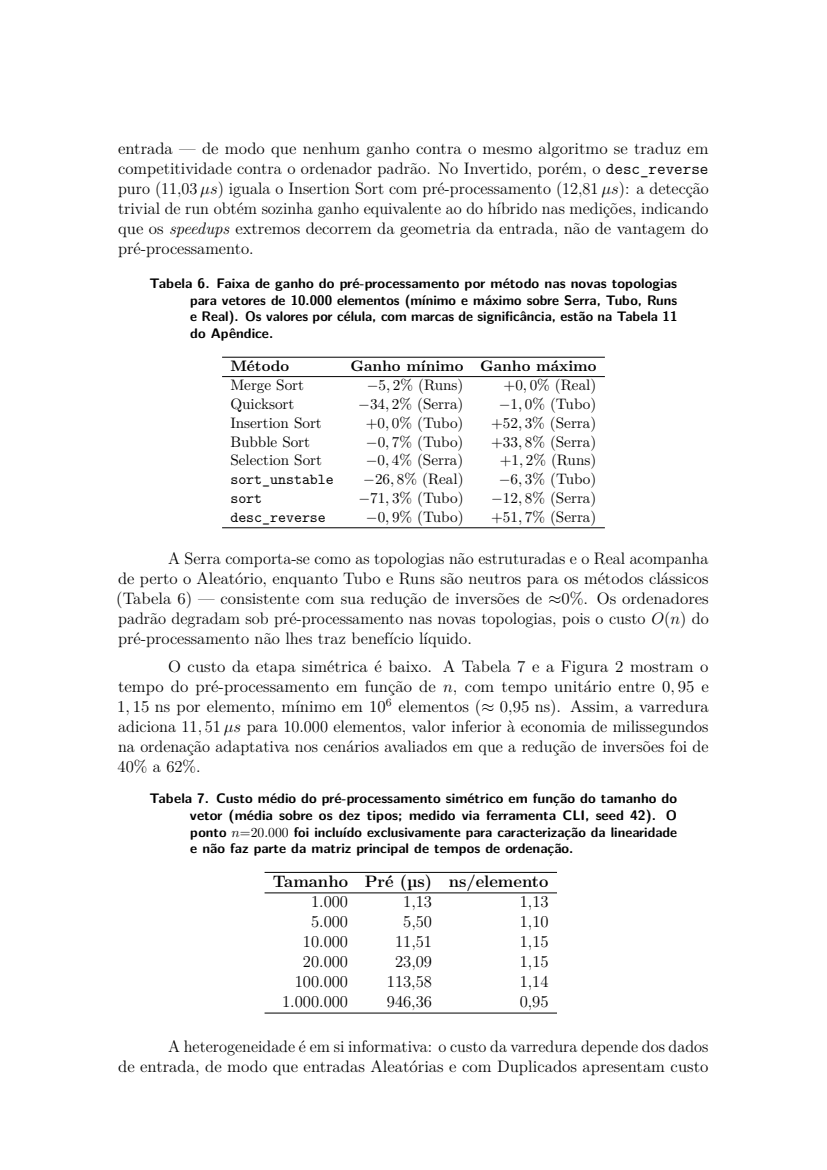 entrada — de modo que nenhum ganho contra o mesmo algoritmo se traduz em
competitividade contra o ordenador padrão. No Invertido, porém, o desc_reverse
puro (11,03 μs) iguala o Insertion Sort com pré-processamento (12,81 μs): a detecção
trivial de run obtém sozinha ganho equivalente ao do híbrido nas medições, indicando
que os speedups extremos decorrem da geometria da entrada, não de vantagem do
pré-processamento.
Tabela 6. Faixa de ganho do pré-processamento por método nas novas topologias
para vetores de 10.000 elementos (mínimo e máximo sobre Serra, Tubo, Runs
e Real). Os valores por célula, com marcas de significância, estão na Tabela 11
do Apêndice.
Método Ganho mínimo Ganho máximo
Merge Sort −5,2% (Runs) +0,0% (Real)
Quicksort −34,2% (Serra) −1,0% (Tubo)
Insertion Sort +0,0% (Tubo) +52,3% (Serra)
Bubble Sort −0,7% (Tubo) +33,8% (Serra)
Selection Sort −0,4% (Serra) +1,2% (Runs)
sort_unstable −26,8% (Real) −6,3% (Tubo)
sort −71,3% (Tubo) −12,8% (Serra)
desc_reverse −0,9% (Tubo) +51,7% (Serra)
A Serra comporta-se como as topologias não estruturadas e o Real acompanha
de perto o Aleatório, enquanto Tubo e Runs são neutros para os métodos clássicos
(Tabela 6) — consistente com sua redução de inversões de ≈0%. Os ordenadores
padrão degradam sob pré-processamento nas novas topologias, pois o custo O(n) do
pré-processamento não lhes traz benefício líquido.
O custo da etapa simétrica é baixo. A Tabela 7 e a Figura 2 mostram o
tempo do pré-processamento em função de n, com tempo unitário entre 0,95 e
1,15 ns por elemento, mínimo em 10⁶ elementos (≈ 0,95 ns). Assim, a varredura
adiciona 11,51 μs para 10.000 elementos, valor inferior à economia de milissegundos
na ordenação adaptativa nos cenários avaliados em que a redução de inversões foi de
40% a 62%.
Tabela 7. Custo médio do pré-processamento simétrico em função do tamanho do
vetor (média sobre os dez tipos; medido via ferramenta CLI, seed 42). O
ponto n=20.000 foi incluído exclusivamente para caracterização da linearidade
e não faz parte da matriz principal de tempos de ordenação.
Tamanho Pré (μs) ns/elemento
1.000 1,13 1,13
5.000 5,50 1,10
10.000 11,51 1,15
20.000 23,09 1,15
100.000 113,58 1,14
1.000.000 946,36 0,95
A heterogeneidade é em si informativa: o custo da varredura depende dos dados
de entrada, de modo que entradas Aleatórias e com Duplicados apresentam custo